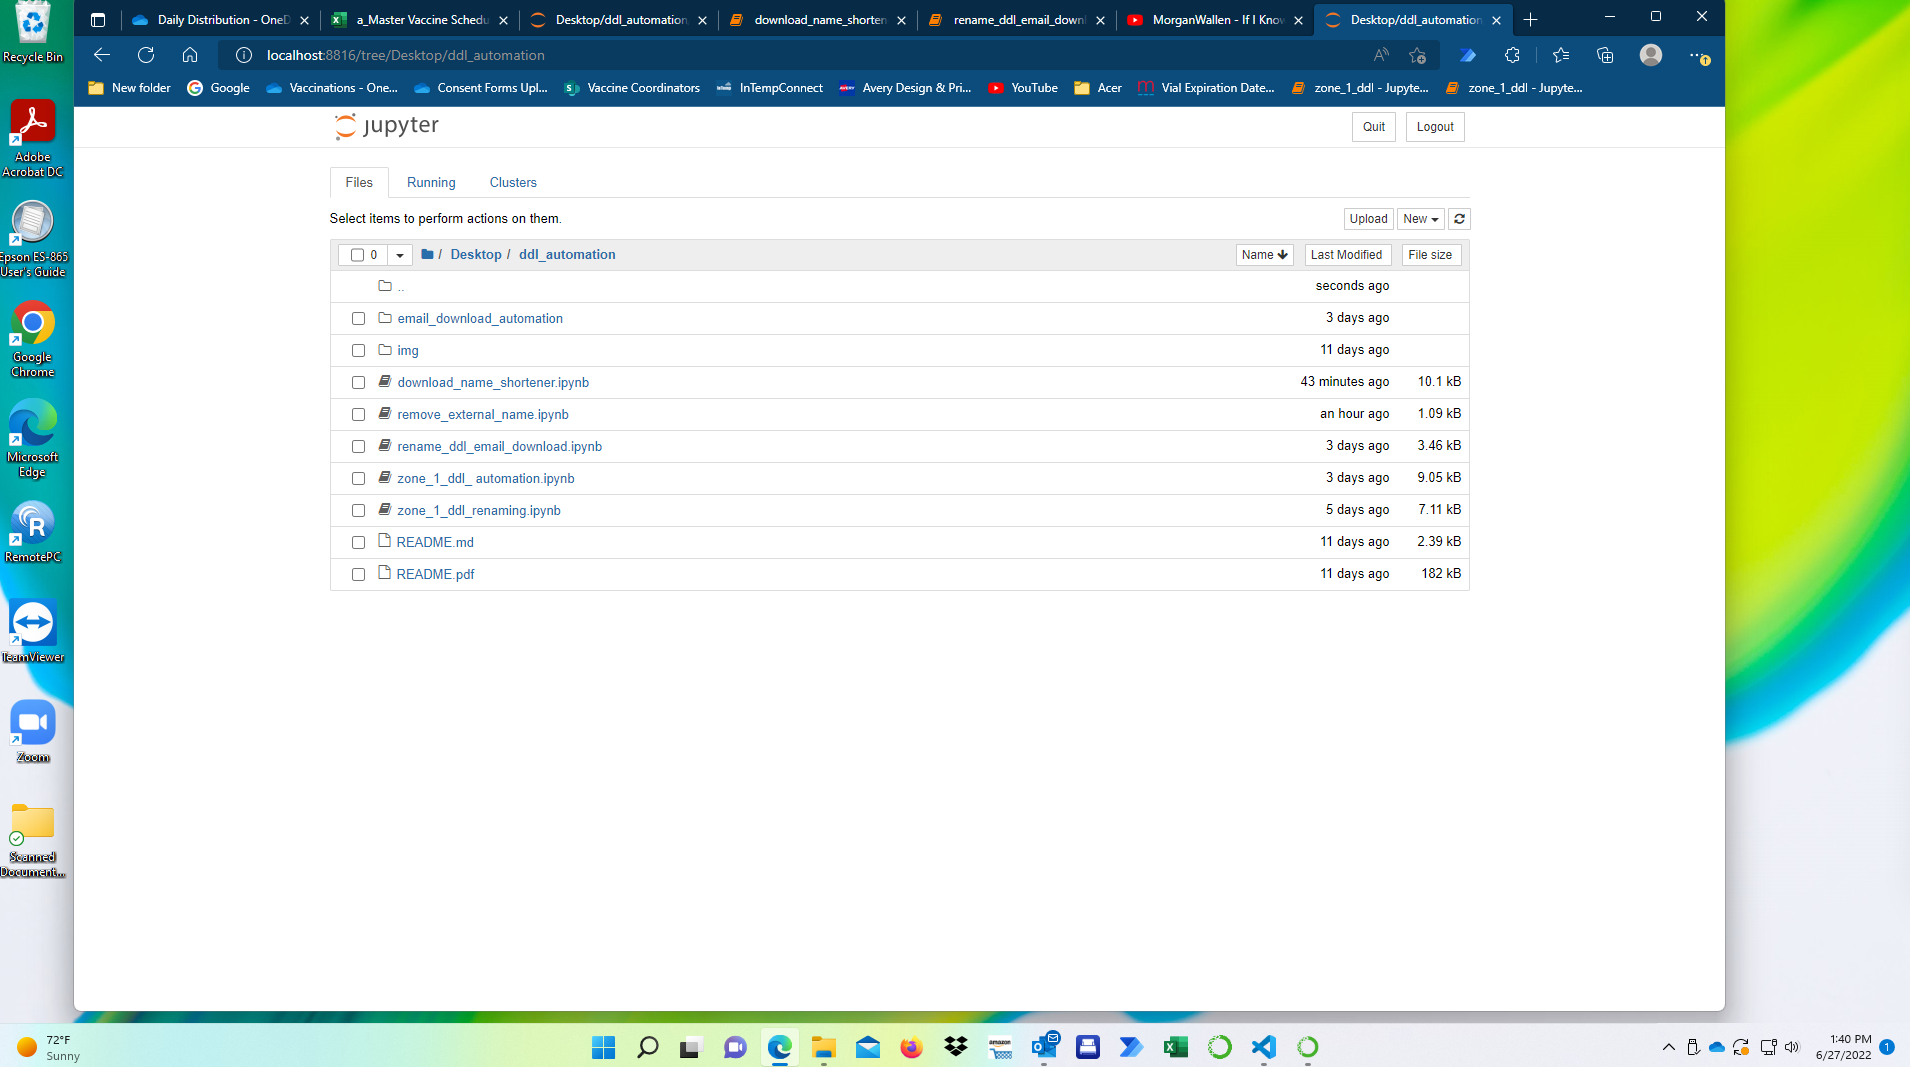 Recycle Bin
Adobe
Acrobat DC
Epson ES-865
User's Guide
Google
Chrome
Microsoft
Edge
RemotePC
TeamViewer
Zoom
Scanned
Document...
Daily Distribution - OneD
a_Master Vaccine Schedu
Desktop/ddl_automation
download_name_shorten
rename_ddl_email_downl
MorganWallen - If I Know
Desktop/ddl_automation
localhost:8816/tree/Desktop/ddl_automation
New folder
Google
Vaccinations - One...
Consent Forms Upl...
Vaccine Coordinators
InTempConnect
Avery Design & Pri...
YouTube
Acer
Vial Expiration Date...
zone_1_ddl - Jupyte...
zone_1_ddl - Jupyte...
jupyter
Quit
Logout
Files
Running
Clusters
Select items to perform actions on them.
Upload
New
0
/ Desktop / ddl_automation
Name
Last Modified
File size
..
seconds ago
email_download_automation
3 days ago
img
11 days ago
download_name_shortener.ipynb
43 minutes ago
10.1 kB
remove_external_name.ipynb
an hour ago
1.09 kB
rename_ddl_email_download.ipynb
3 days ago
3.46 kB
zone_1_ddl_ automation.ipynb
3 days ago
9.05 kB
zone_1_ddl_renaming.ipynb
5 days ago
7.11 kB
README.md
11 days ago
2.39 kB
README.pdf
11 days ago
182 kB
72°F
Sunny
amazon
1:40 PM
6/27/2022
1